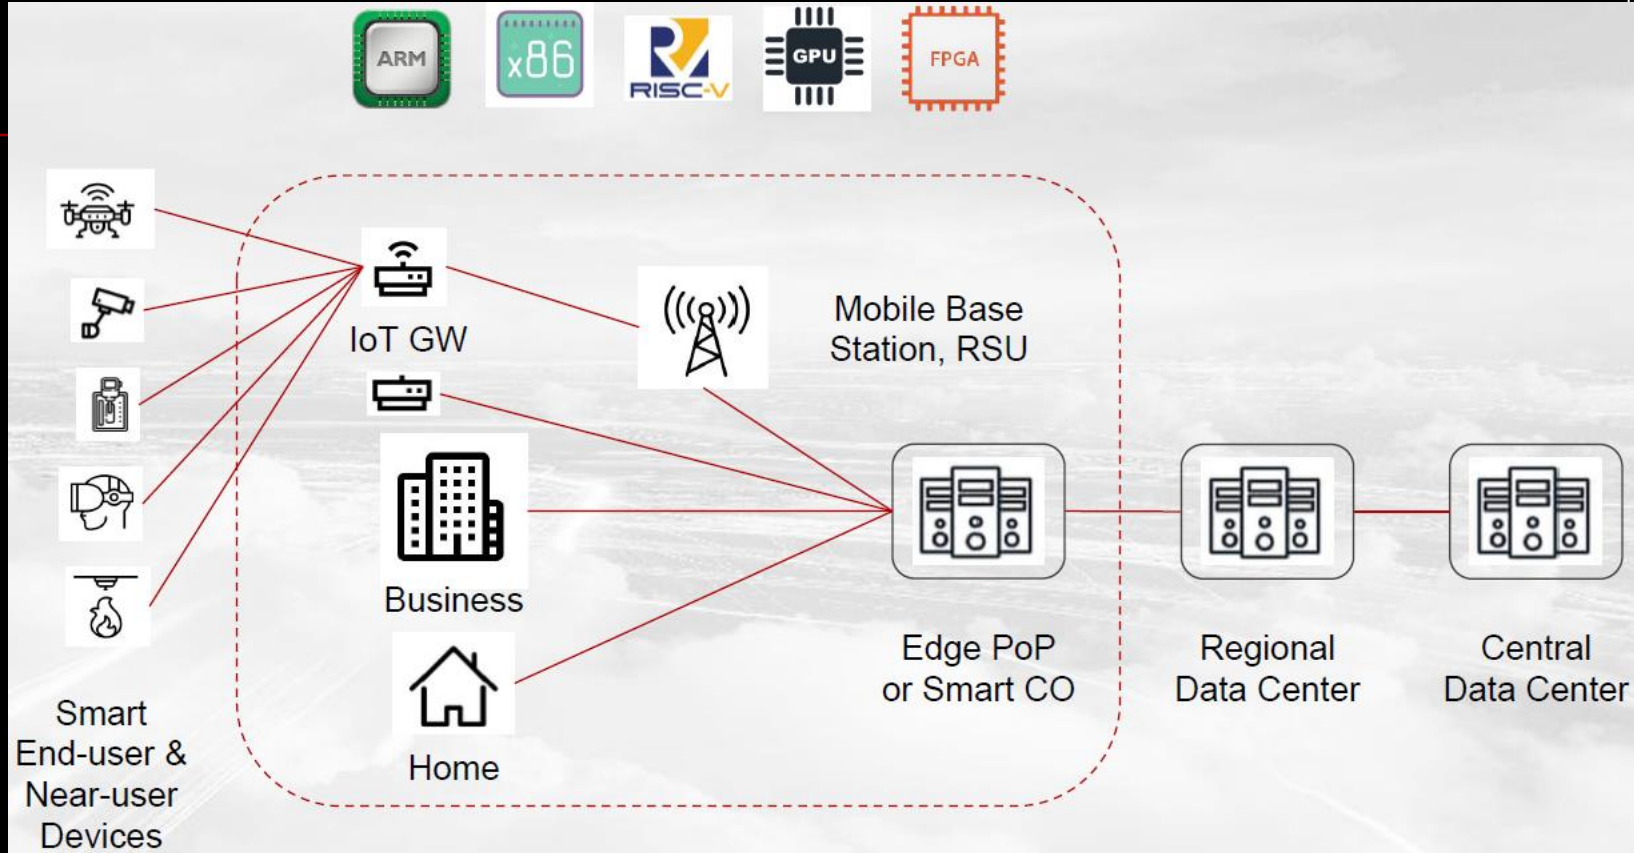 ARM
x86
RISC-V
GPU
FPGA
IoT GW
Mobile Base
Station, RSU
Business
Home
Edge PoP
or Smart CO
Regional
Data Center
Central
Data Center
Smart
End-user &
Near-user
Devices